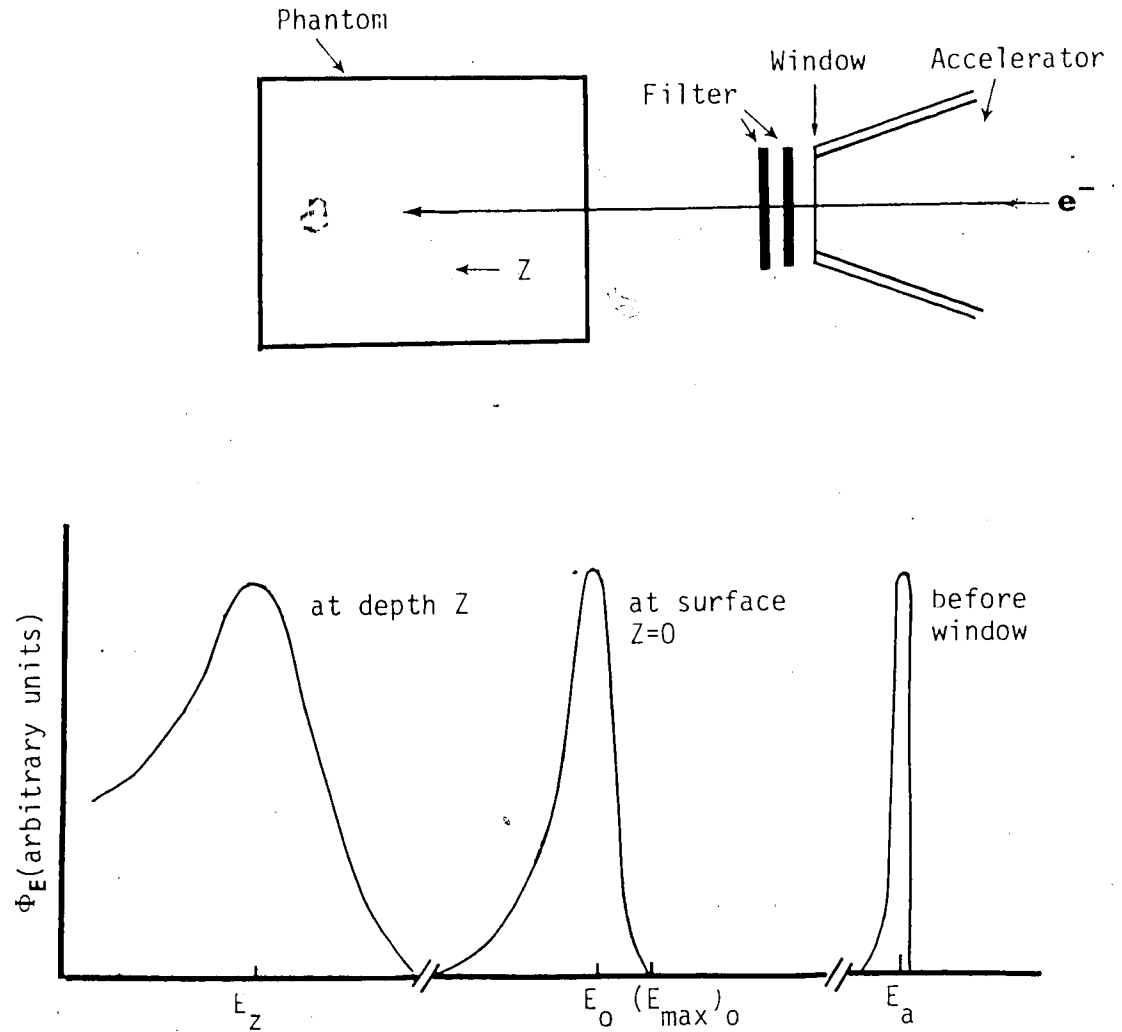 Phantom
Window
Accelerator
Filter
e⁻
Z
Φ_E(arbitrary units)
at depth Z
at surface
Z=0
before
window
E_z
E_o
(E_max)_o
E_a